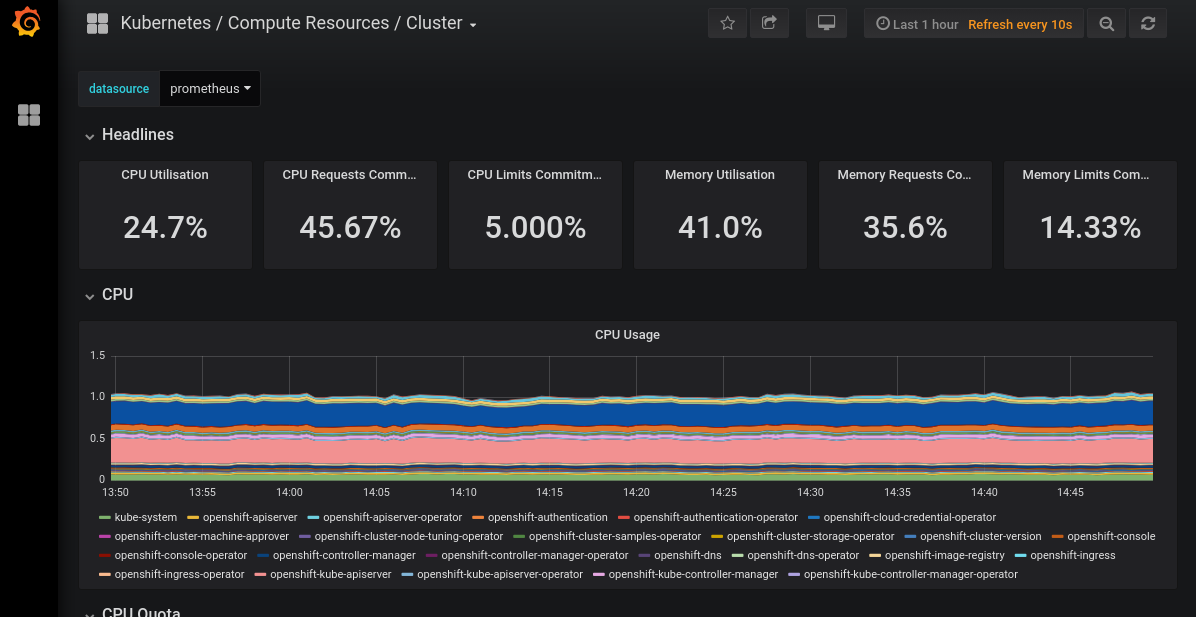 Kubernetes / Compute Resources / Cluster
Last 1 hour Refresh every 10s
datasource prometheus
Headlines
CPU Utilisation CPU Requests Comm... CPU Limits Commitm... Memory Utilisation Memory Requests Co... Memory Limits Com...
24.7% 45.67% 5.000% 41.0% 35.6% 14.33%
CPU
CPU Usage
1.5
1.0
0.5
0
13:50 13:55 14:00 14:05 14:10 14:15 14:20 14:25 14:30 14:35 14:40 14:45
kube-system openshift-apiserver openshift-apiserver-operator openshift-authentication openshift-authentication-operator openshift-cloud-credential-operator
openshift-cluster-machine-approver openshift-cluster-node-tuning-operator openshift-cluster-samples-operator openshift-cluster-storage-operator openshift-cluster-version openshift-console
openshift-console-operator openshift-controller-manager openshift-controller-manager-operator openshift-dns openshift-dns-operator openshift-image-registry openshift-ingress
openshift-ingress-operator openshift-kube-apiserver openshift-kube-apiserver-operator openshift-kube-controller-manager openshift-kube-controller-manager-operator
CPU Quota